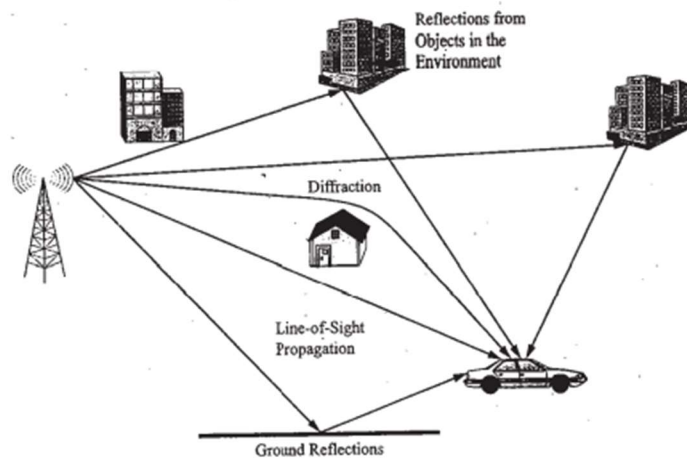 Reflections from
Objects in the
Environment
Diffraction
Line-of-Sight
Propagation
Ground Reflections